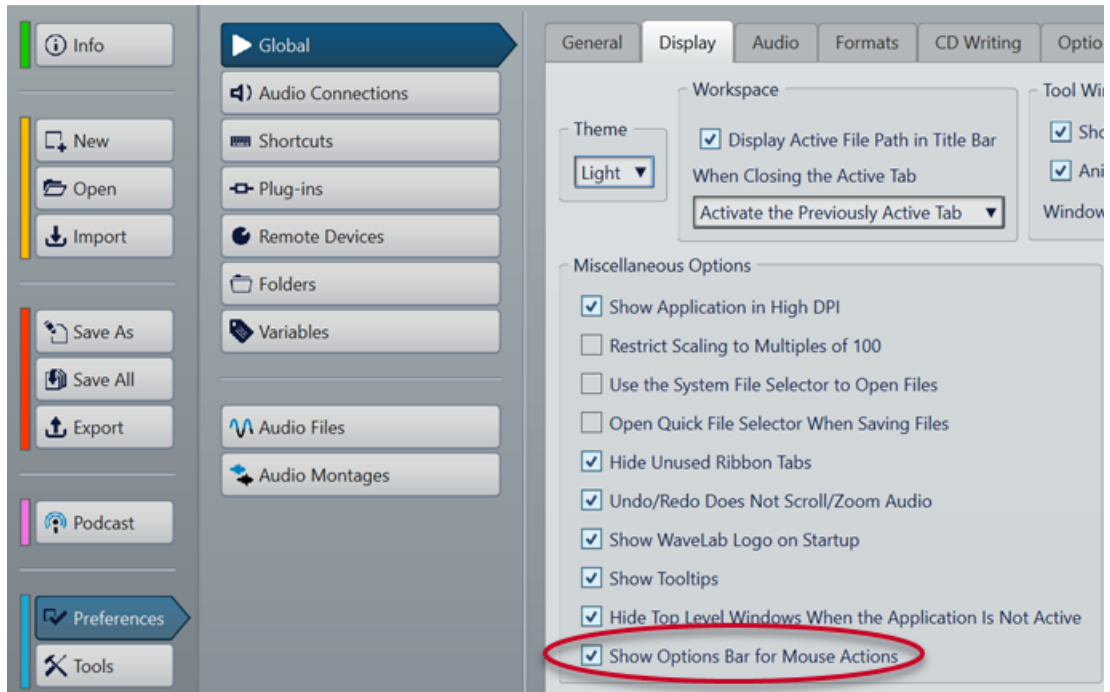 Info
New
Open
Import
Save As
Save All
Export
Podcast
Preferences
Tools
Global
Audio Connections
Shortcuts
Plug-ins
Remote Devices
Folders
Variables
Audio Files
Audio Montages
General Display Audio Formats CD Writing Optio
Theme
Light
Workspace
Display Active File Path in Title Bar
When Closing the Active Tab
Activate the Previously Active Tab
Tool Wi
Sho
Ani
Window
Miscellaneous Options
Show Application in High DPI
Restrict Scaling to Multiples of 100
Use the System File Selector to Open Files
Open Quick File Selector When Saving Files
Hide Unused Ribbon Tabs
Undo/Redo Does Not Scroll/Zoom Audio
Show WaveLab Logo on Startup
Show Tooltips
Hide Top Level Windows When the Application Is Not Active
Show Options Bar for Mouse Actions